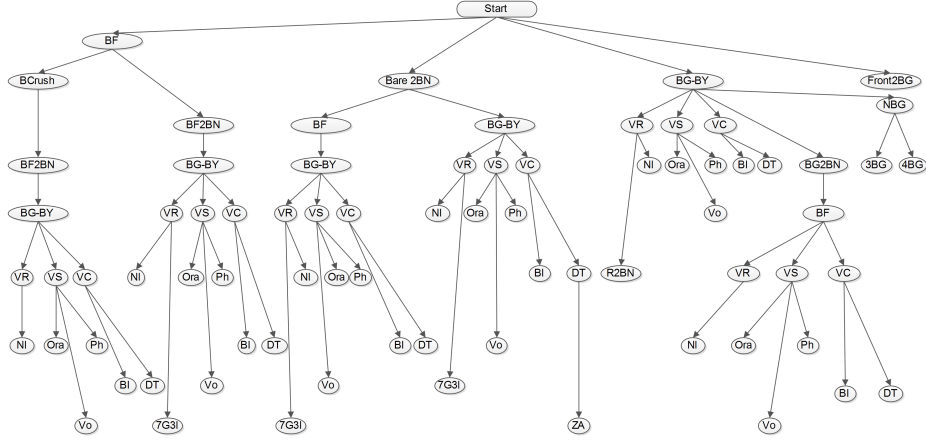 Start
BF
BCrush Bare 2BN BG-BY Front2BG
NBG
BF2BN BF BG-BY VR VS VC
BF2BN BG-BY BG-BY VR VS VC NI Ora Ph BI DT BG2BN 3BG 4BG
BG-BY VR VS VC VR VS VC NI Ora Ph Vo BF
VR VS VC NI Ora Ph NI Ora Ph BI DT R2BN VR VS VC
NI Ora Ph BI DT BI DT Vo NI Ora Ph
BI DT Vo Vo 7G3I BI DT
Vo 7G3I 7G3I ZA Vo